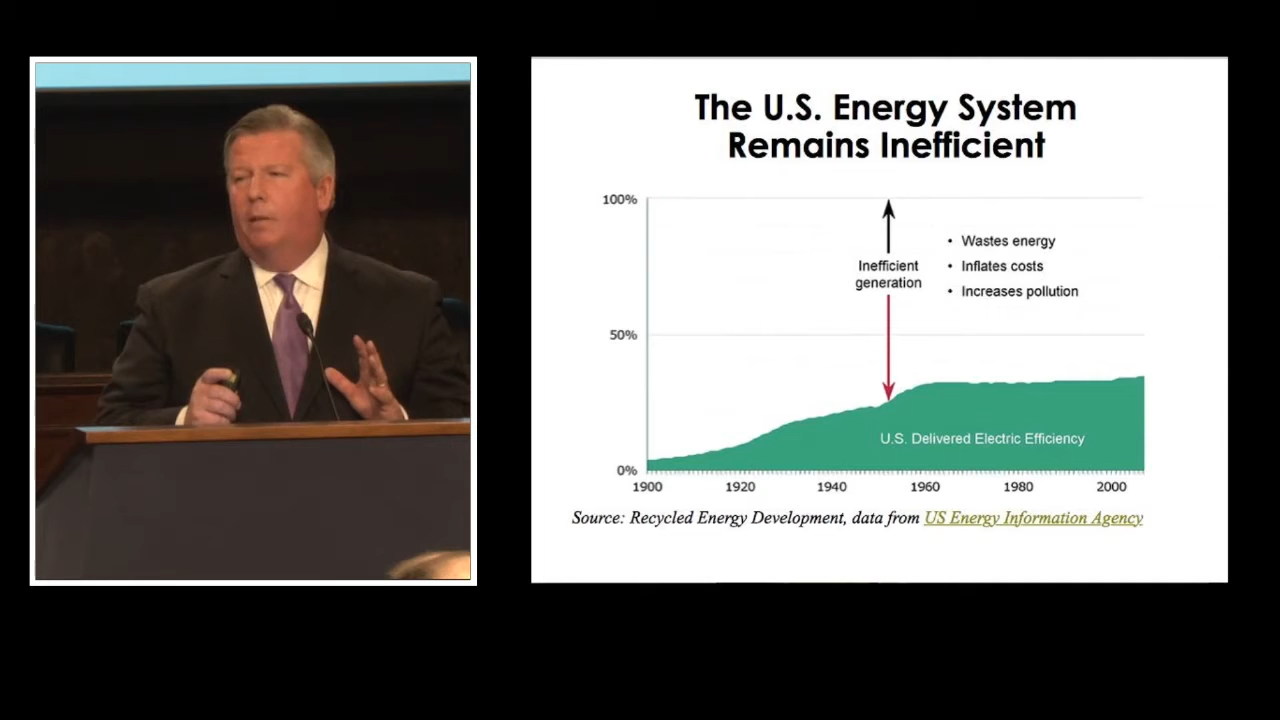 The U.S. Energy System
Remains Inefficient
100%
Inefficient
generation
• Wastes energy
• Inflates costs
• Increases pollution
50%
U.S. Delivered Electric Efficiency
0%
1900 1920 1940 1960 1980 2000
Source: Recycled Energy Development, data from US Energy Information Agency